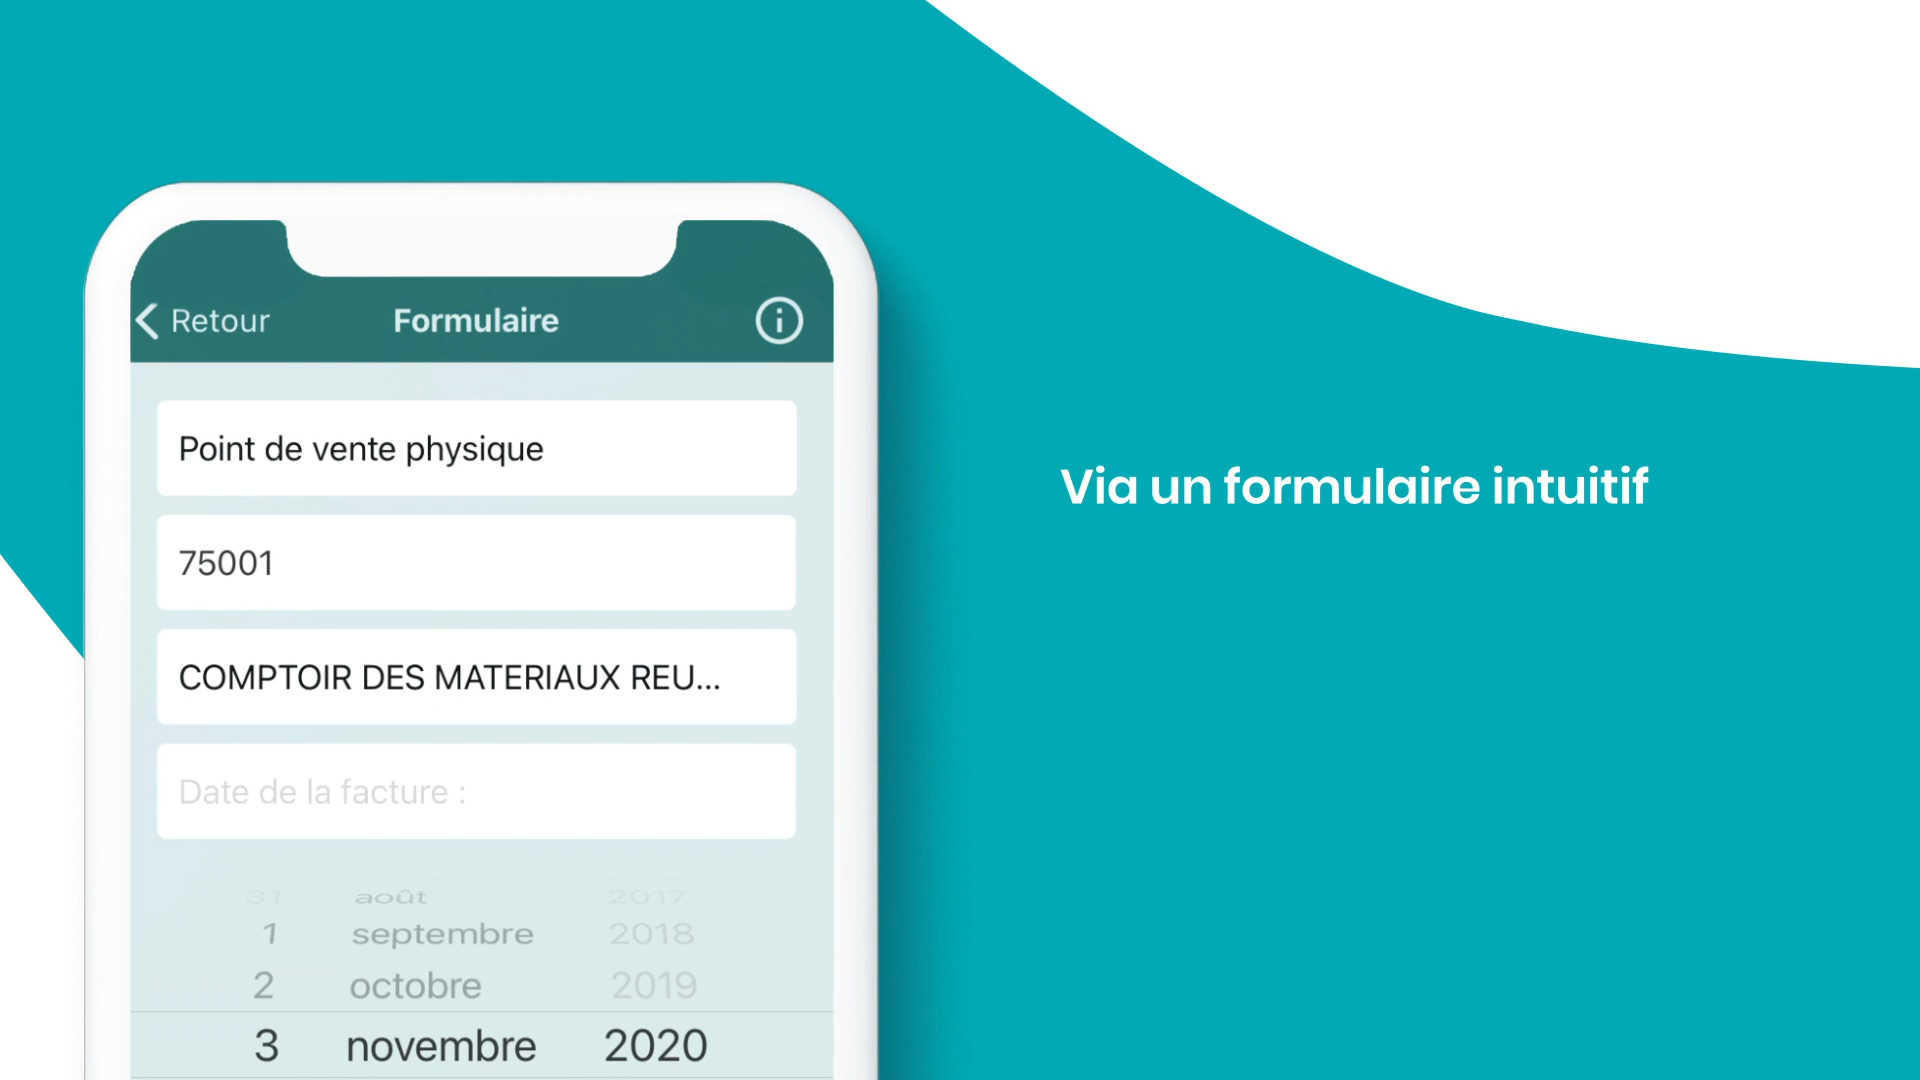 Retour
Formulaire
Point de vente physique
75001
COMPTOIR DES MATERIAUX REU...
Date de la facture :
31 août 2017
1 septembre 2018
2 octobre 2019
3 novembre 2020
Via un formulaire intuitif